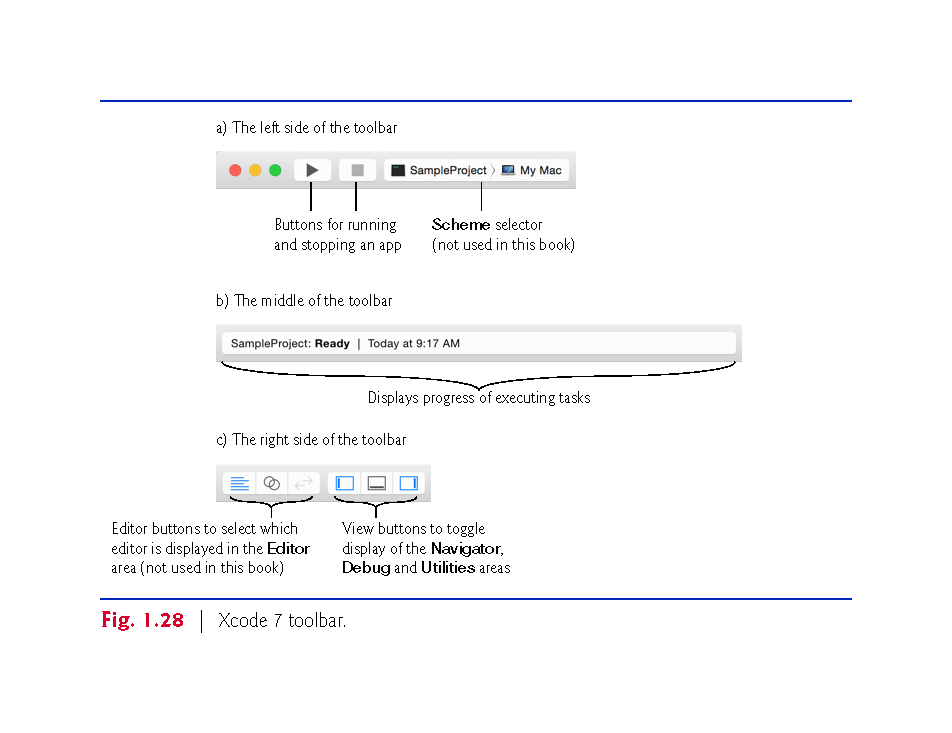 a) The left side of the toolbar
SampleProject 〉 My Mac
Buttons for running
and stopping an app
Scheme selector
(not used in this book)
b) The middle of the toolbar
SampleProject: Ready | Today at 9:17 AM
Displays progress of executing tasks
c) The right side of the toolbar
Editor buttons to select which
editor is displayed in the Editor
area (not used in this book)
View buttons to toggle
display of the Navigator,
Debug and Utilities areas
Fig. 1.28 | Xcode 7 toolbar.